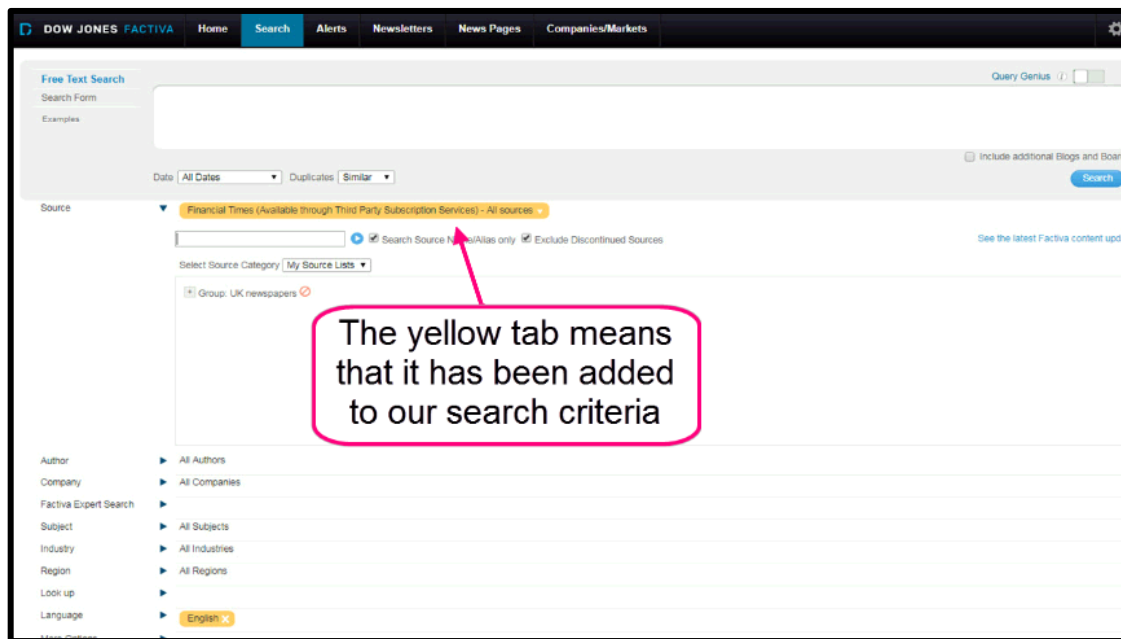 DOW JONES FACTIVA Home Search Alerts Newsletters News Pages Companies/Markets
Free Text Search
Query Genius i
Search Form
Examples
Include additional Blogs and Boar
Date All Dates Duplicates Similar
Search
Source Financial Times (Available through Third Party Subscription Services) - All sources
Search Source N /Alias only Exclude Discontinued Sources See the latest Factiva content upd
Select Source Category My Source Lists
+ Group: UK newspapers
The yellow tab means
that it has been added
to our search criteria
Author All Authors
Company All Companies
Factiva Expert Search
Subject All Subjects
Industry All Industries
Region All Regions
Look up
Language English x
More Options